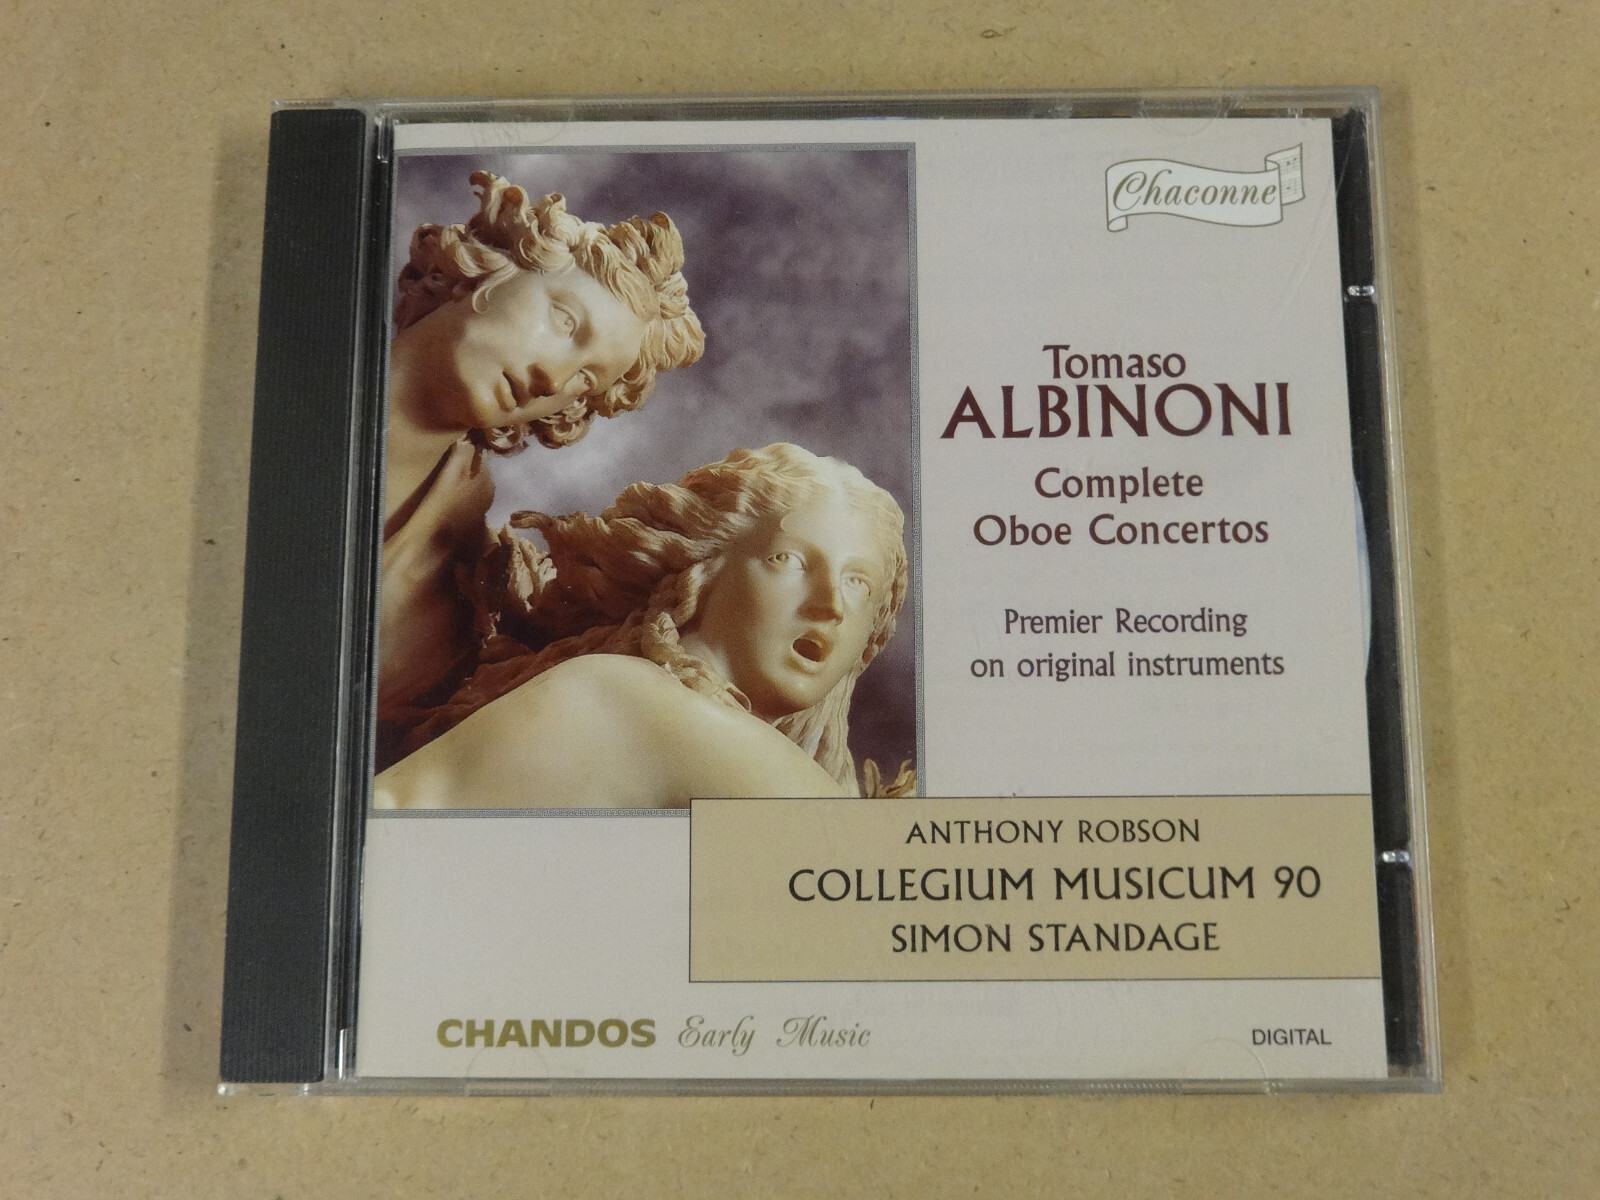 Chaconne
Tomaso
ALBINONI
Complete
Oboe Concertos
Premier Recording
on original instruments
ANTHONY ROBSON
COLLEGIUM MUSICUM 90
SIMON STANDAGE
CHANDOS Early Music
DIGITAL